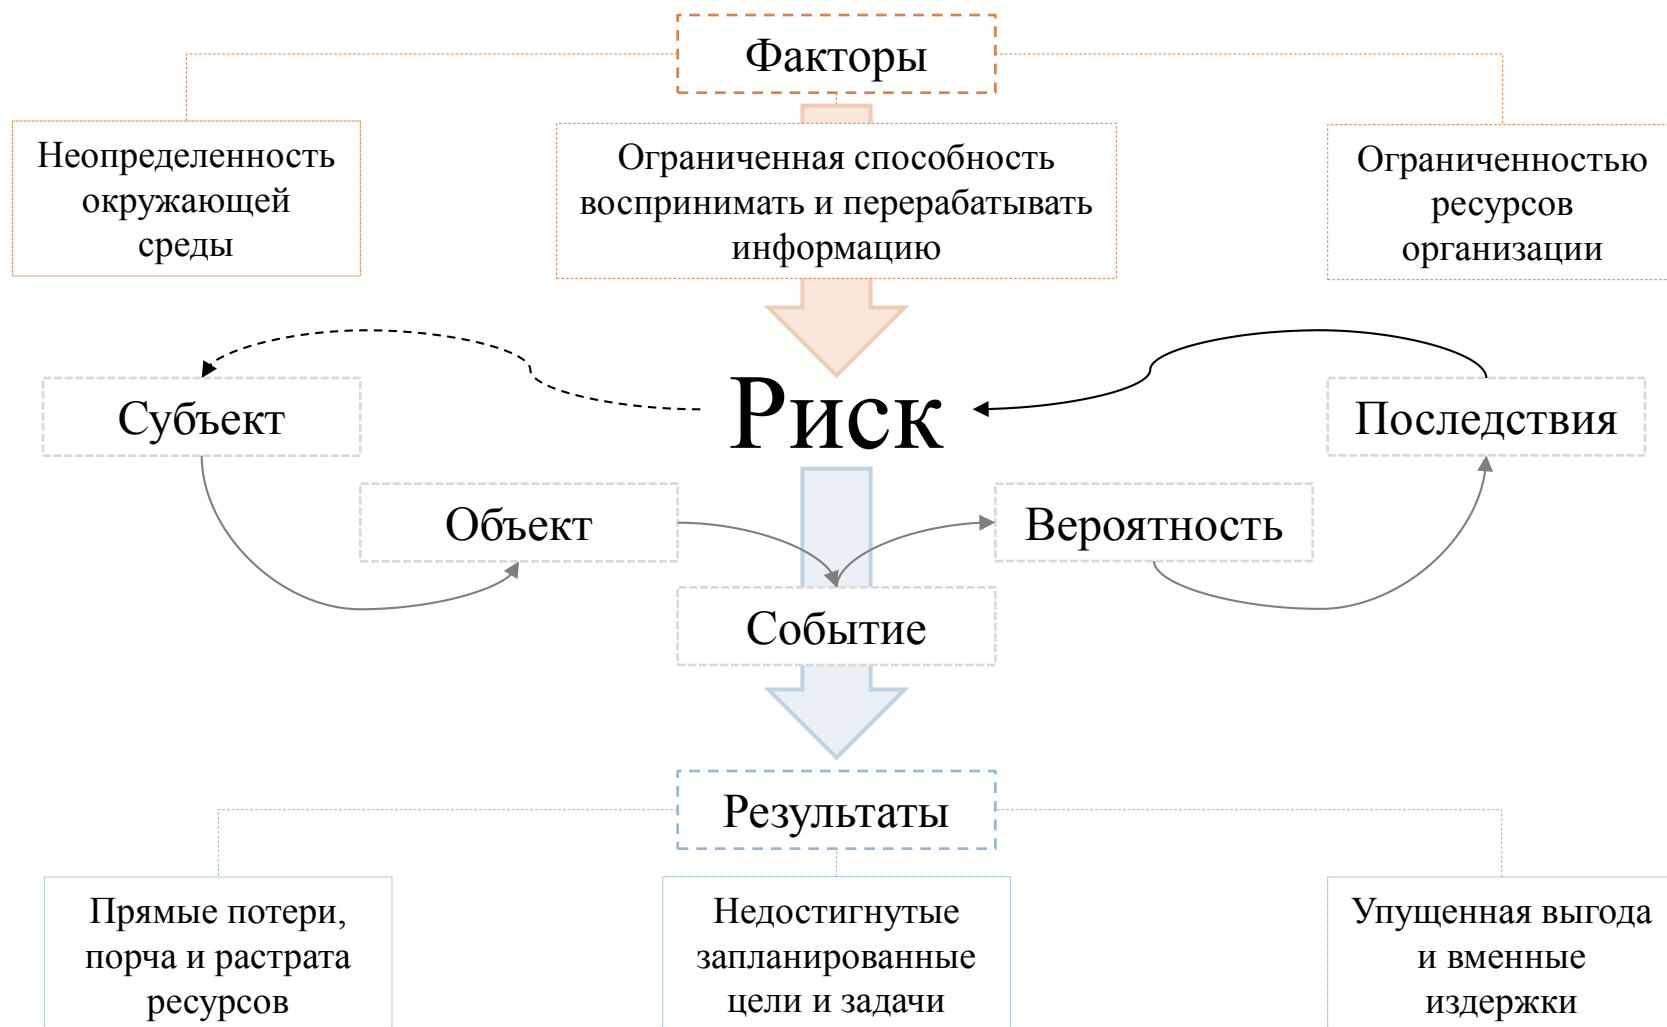 Факторы
Неопределенность
окружающей
среды
Ограниченная способность
воспринимать и перерабатывать
информацию
Ограниченностью
ресурсов
организации
Риск
Субъект
Последствия
Объект
Вероятность
Событие
Результаты
Прямые потери,
порча и растрата
ресурсов
Недостигнутые
запланированные
цели и задачи
Упущенная выгода
и вменные
издержки